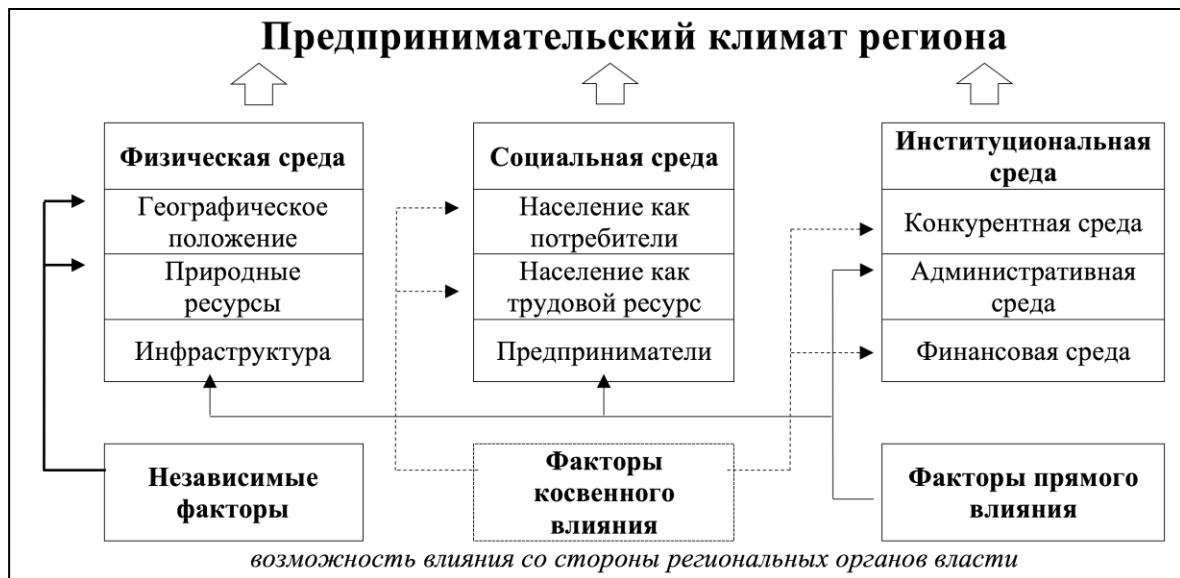 Предпринимательский климат региона
Физическая среда
Географическое
положение
Природные
ресурсы
Инфраструктура
Социальная среда
Население как
потребители
Население как
трудовой ресурс
Предприниматели
Институциональная
среда
Конкурентная среда
Административная
среда
Финансовая среда
Независимые
факторы
Факторы
косвенного
влияния
Факторы прямого
влияния
возможность влияния со стороны региональных органов власти